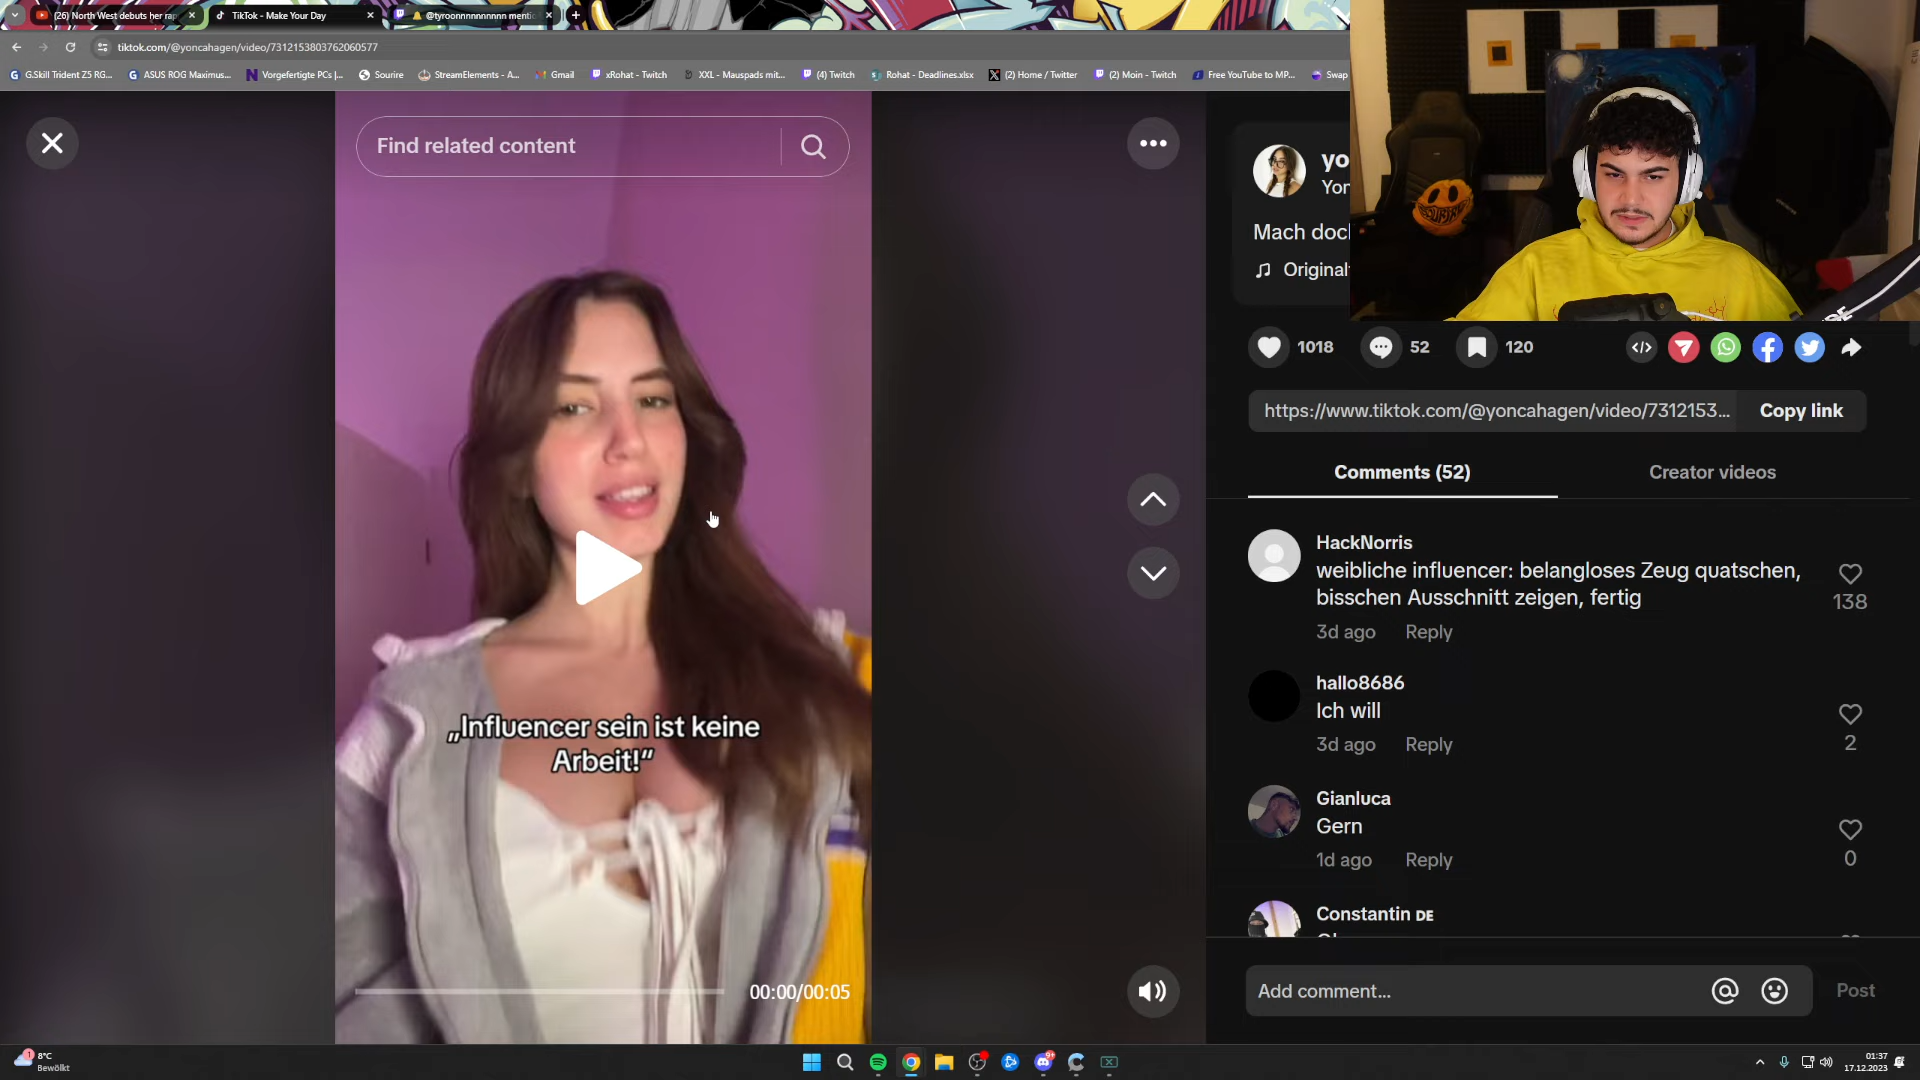 (26) North West debuts her rap
TikTok - Make Your Day
@tyroonnnnnnnnnn mentic
tiktok.com/@yoncahagen/video/7312153803762060577
G.Skill Trident Z5 RG...
ASUS ROG Maximus...
Vorgefertigte PCs |...
Sourire
StreamElements - A...
Gmail
xRohat - Twitch
XXL - Mauspads mit...
(4) Twitch
Rohat - Deadlines.xlsx
(2) Home / Twitter
(2) Moin - Twitch
Free YouTube to MP...
Swap
Find related content
yo
Yor
Mach doc
Original
1018
52
120
https://www.tiktok.com/@yoncahagen/video/7312153...
Copy link
Comments (52)
Creator videos
HackNorris
weibliche influencer: belangloses Zeug quatschen,
bisschen Ausschnitt zeigen, fertig
3d ago Reply
138
hallo8686
Ich will
3d ago Reply
2
Gianluca
Gern
1d ago Reply
0
Constantin DE
„Influencer sein ist keine
Arbeit!“
00:00/00:05
Add comment...
Post
8°C
Bewölkt
01:37
17.12.2023